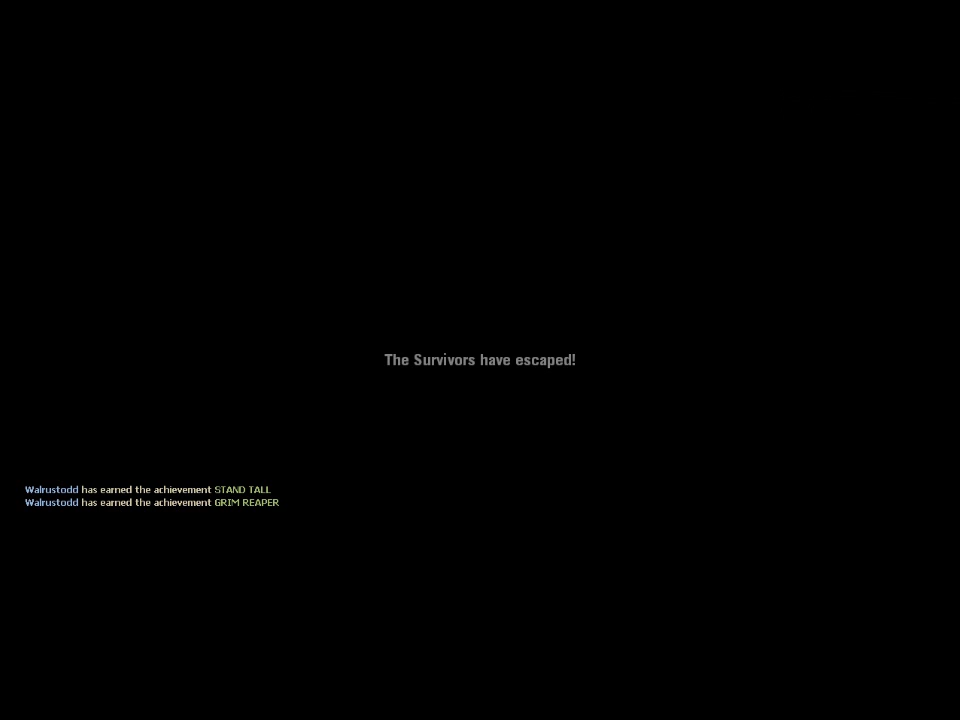 The Survivors have escaped!
Walrustodd has earned the achievement STAND TALL
Walrustodd has earned the achievement GRIM REAPER